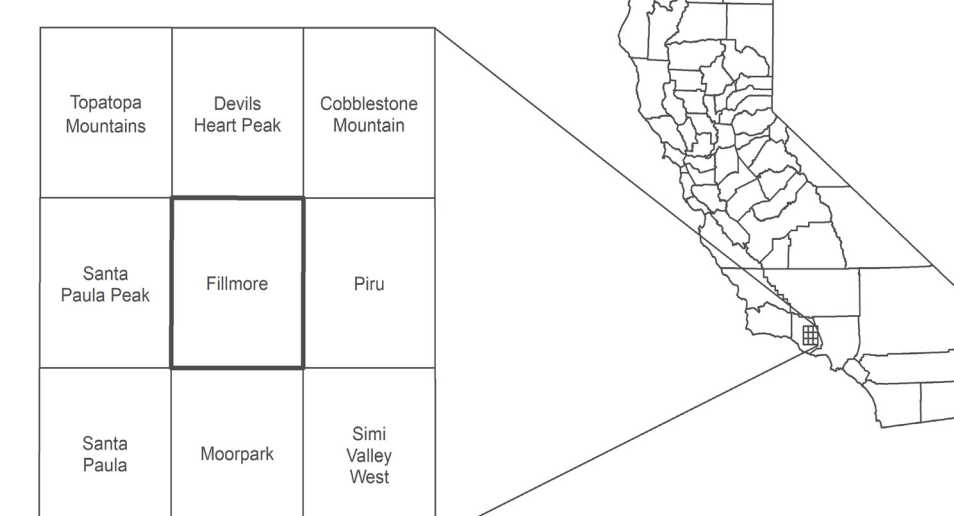 Topatopa
Mountains
Devils
Heart Peak
Cobblestone
Mountain
Santa
Paula Peak
Fillmore
Piru
Santa
Paula
Moorpark
Simi
Valley
West